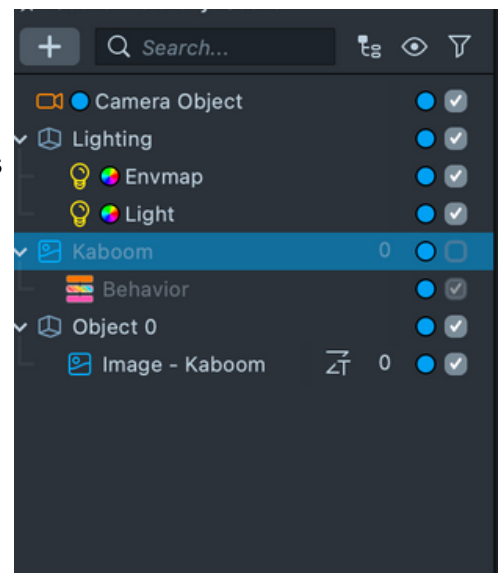 Search...
Camera Object
Lighting
s
Envmap
Light
Kaboom 0
Behavior
Object 0
Image - Kaboom 0